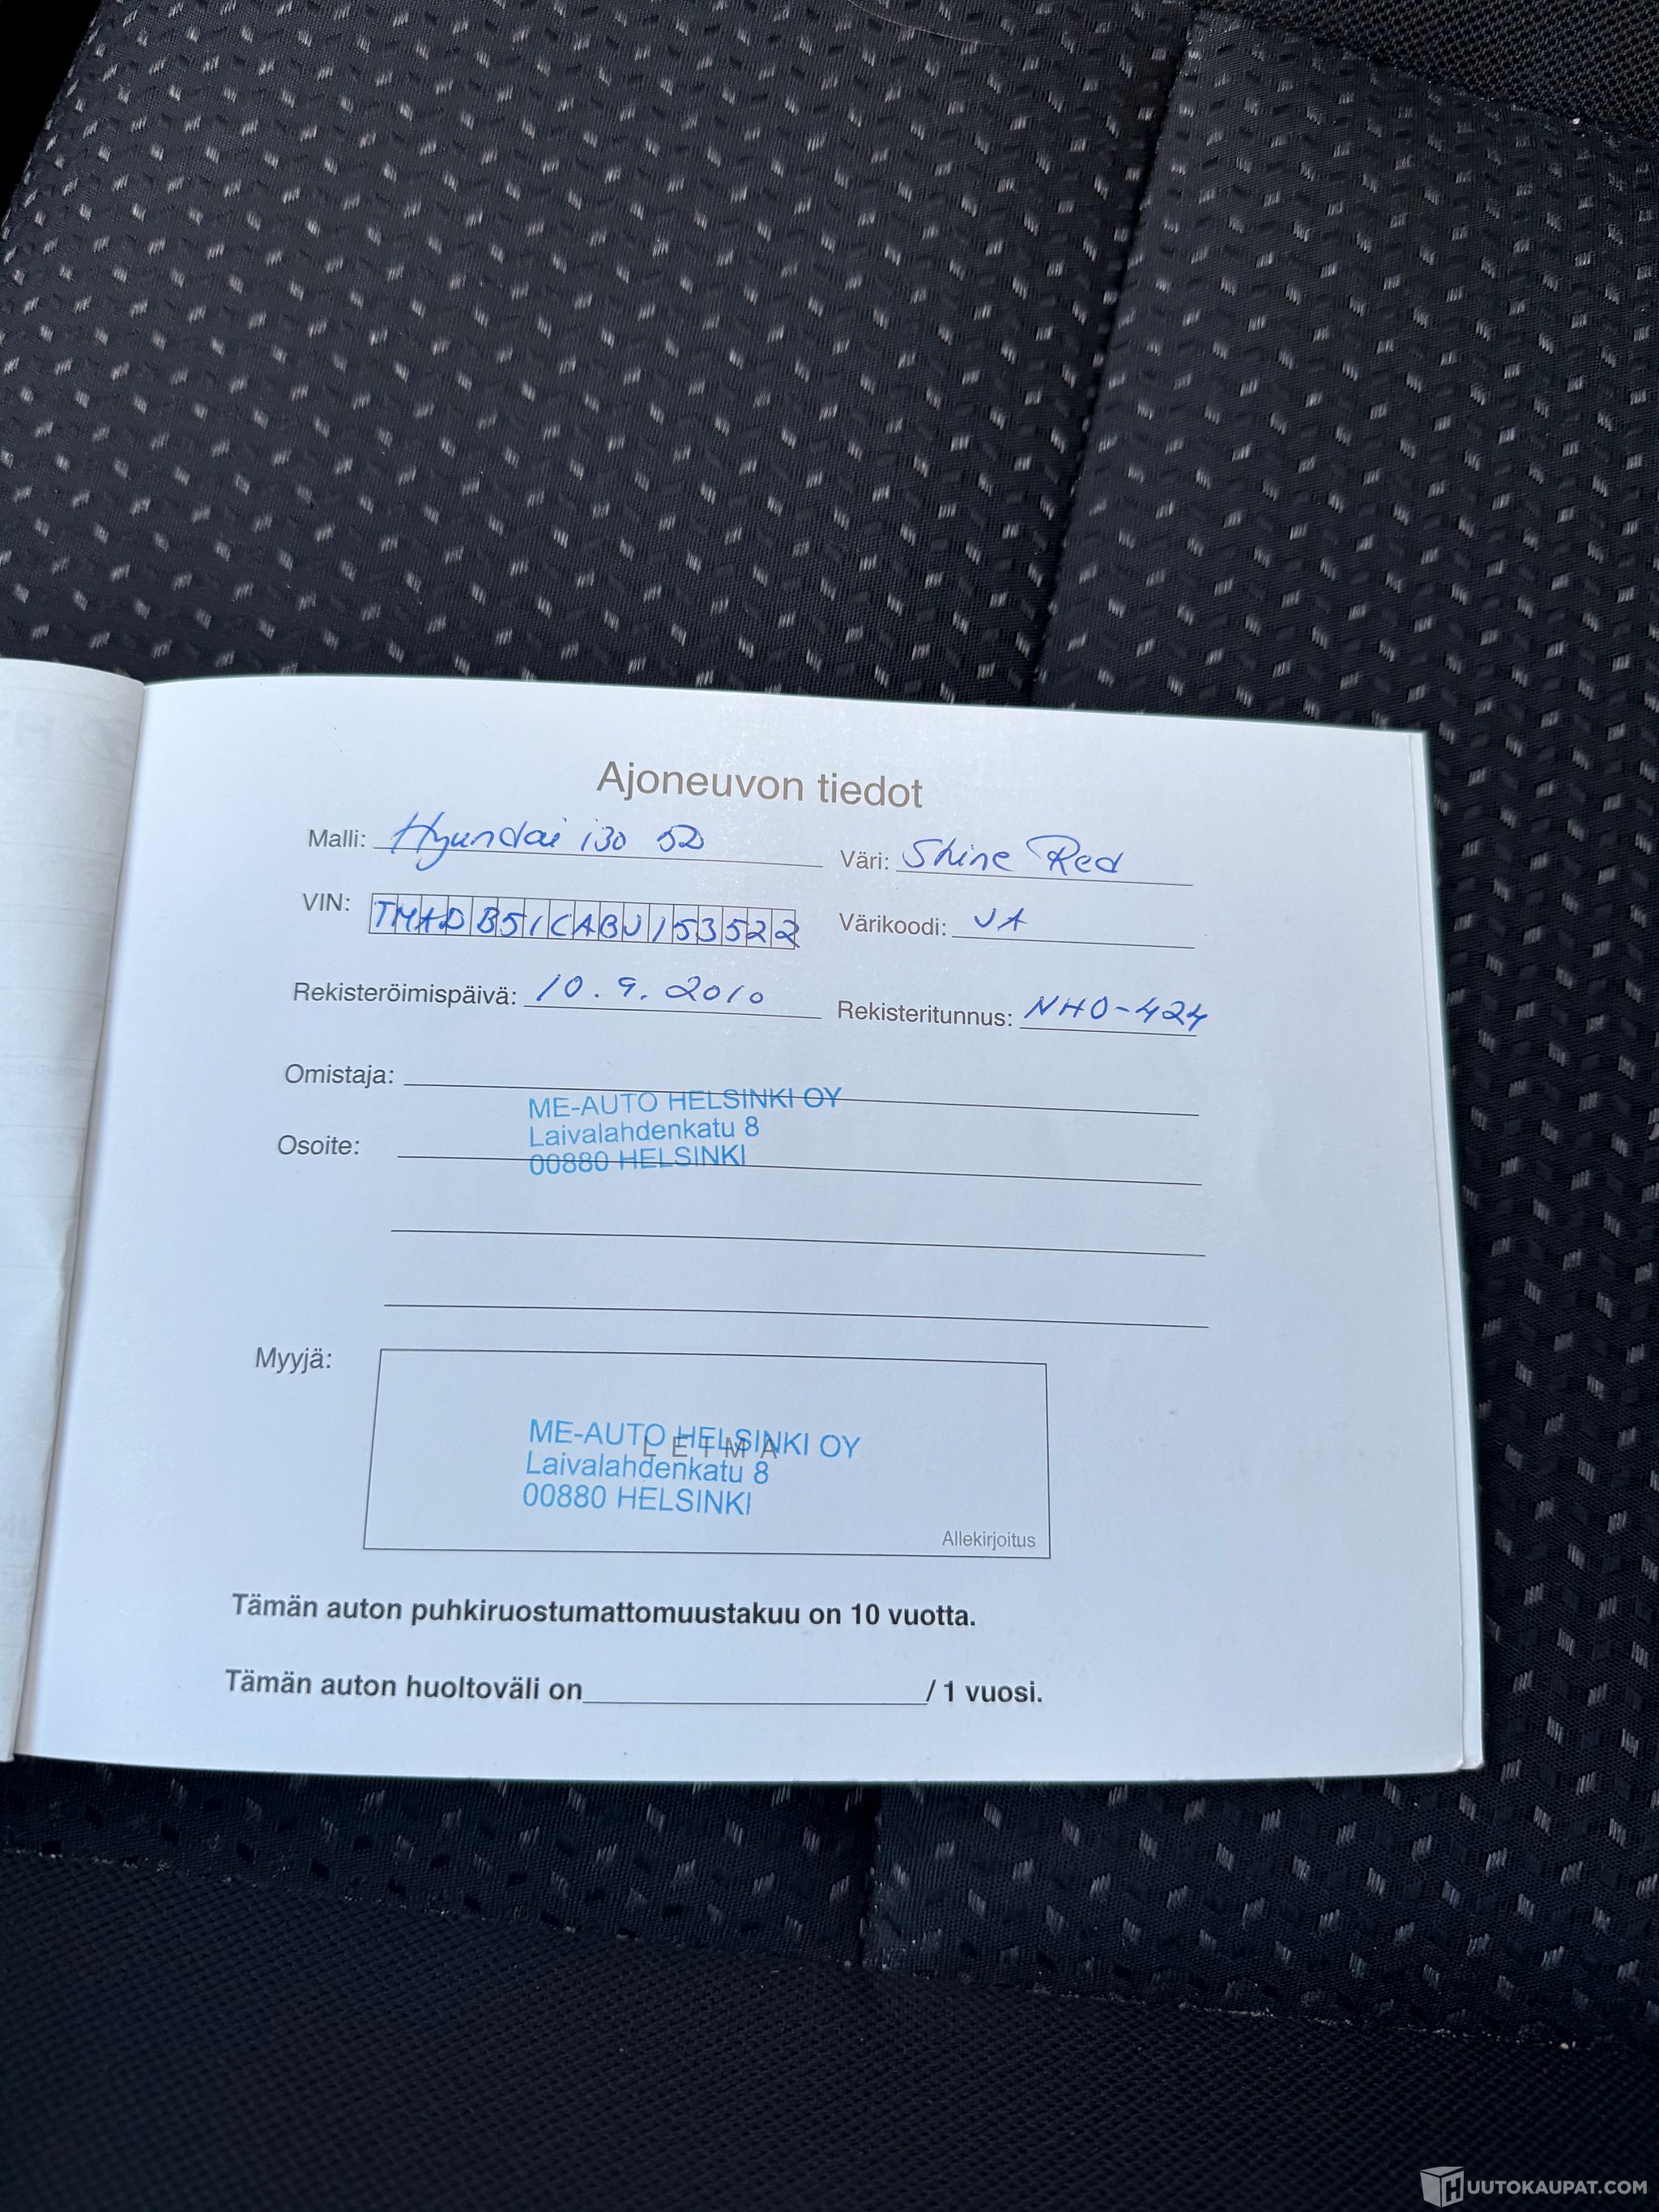 Ajoneuvon tiedot
Malli: Hyundai i30 5D
Väri: Shine Red
VIN: TMADB51CABJ153522
Värikoodi: VA
Rekisteröimispäivä: 10.9.2010
Rekisteritunnus: NHO-424
Omistaja:
ME-AUTO HELSINKI OY
Laivalahdenkatu 8
Osoite:
00880 HELSINKI
Myyjä:
ME-AUTO HELSINKI OY
L E I M A
Laivalahdenkatu 8
00880 HELSINKI
Allekirjoitus
Tämän auton puhkiruostumattomuustakuu on 10 vuotta.
Tämän auton huoltoväli on / 1 vuosi.
HUUTOKAUPAT.COM